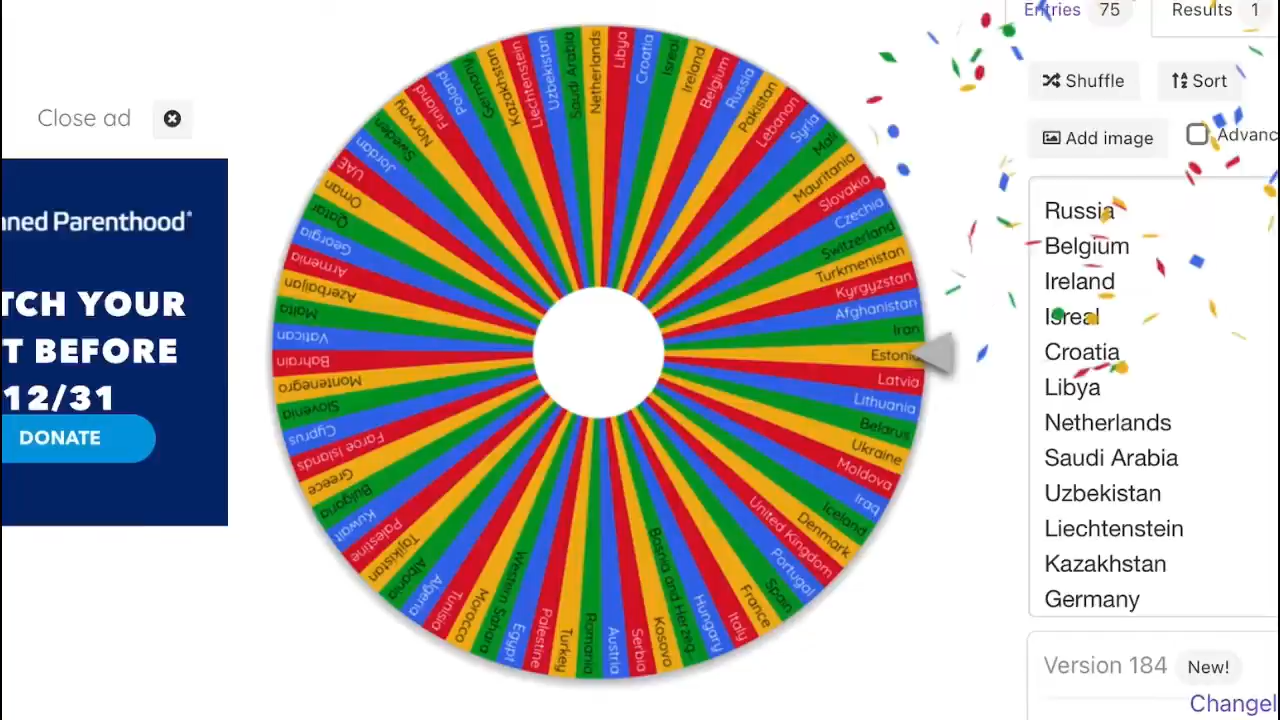 Close ad
nned Parenthood®
TCH YOUR
T BEFORE
12/31
DONATE
Netherlands
Libya
Croatia
Isreal
Ireland
Belgium
Russia
Pakistan
Lebanon
Syria
Mali
Mauritania
Slovakia
Czechia
Switzerland
Turkmenistan
Kyrgyzstan
Afghanistan
Iran
Estonia
Latvia
Lithuania
Belarus
Ukraine
Moldova
Iraq
Iceland
Denmark
United Kingdom
Portugal
Spain
France
Italy
Hungary
Bosnia and Herzeg…
Kosovo
Serbia
Austria
Romania
Turkey
Palestine
Egypt
Western Sahara
Morocco
Tunisia
Algeria
Albania
Tajikistan
Palestine
Kuwait
Bulgaria
Greece
Faroe Islands
Cyprus
Slovenia
Montenegro
Bahrain
Vatican
Malta
Azerbaijan
Armenia
Georgia
Qatar
Oman
UAE
Jordan
Sweden
Norway
Finland
Poland
Germany
Kazakhstan
Liechtenstein
Uzbekistan
Saudi Arabia
Entries 75
Results 1
Shuffle
Sort
Add image
Advanc
Russia
Belgium
Ireland
Isreal
Croatia
Libya
Netherlands
Saudi Arabia
Uzbekistan
Liechtenstein
Kazakhstan
Germany
Version 184 New!
Changel